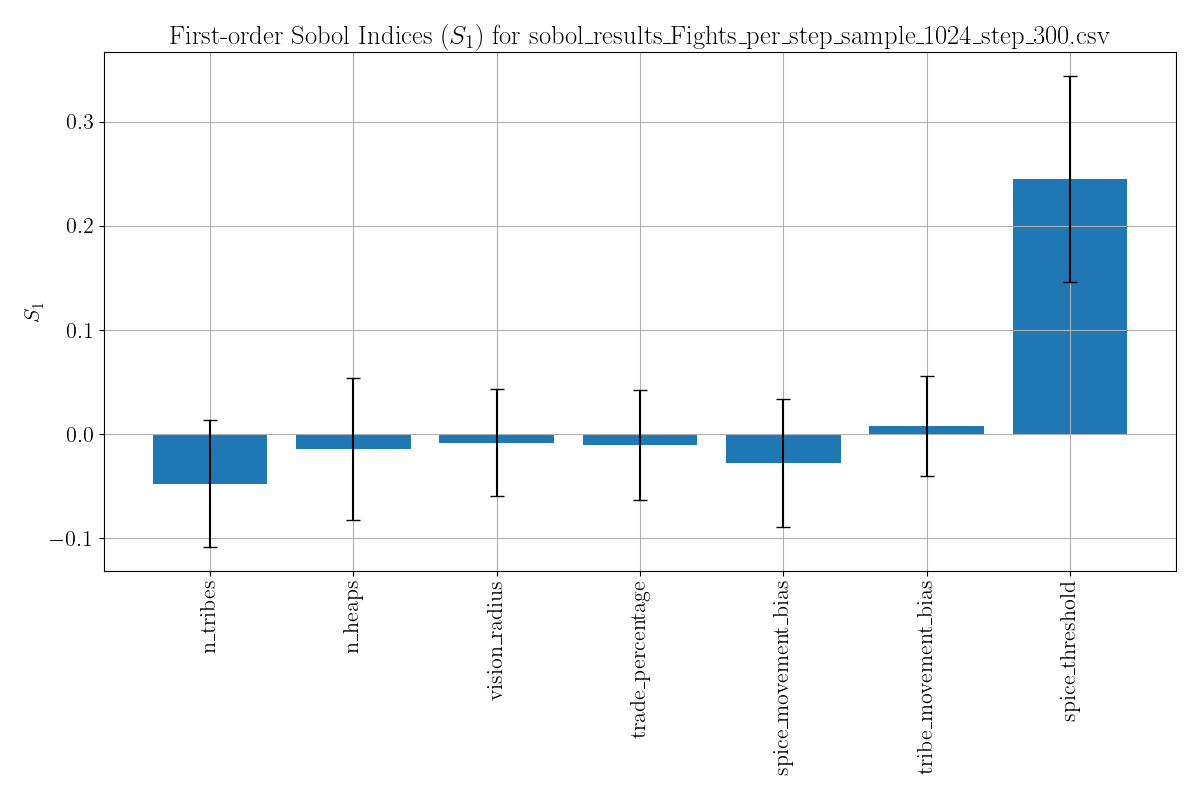 First-order Sobol Indices (S₁) for sobol_results_Fights_per_step_sample_1024_step_300.csv
0.3
0.2
0.1
0.0
−0.1
S₁
n_tribes
n_heaps
vision_radius
trade_percentage
spice_movement_bias
tribe_movement_bias
spice_threshold